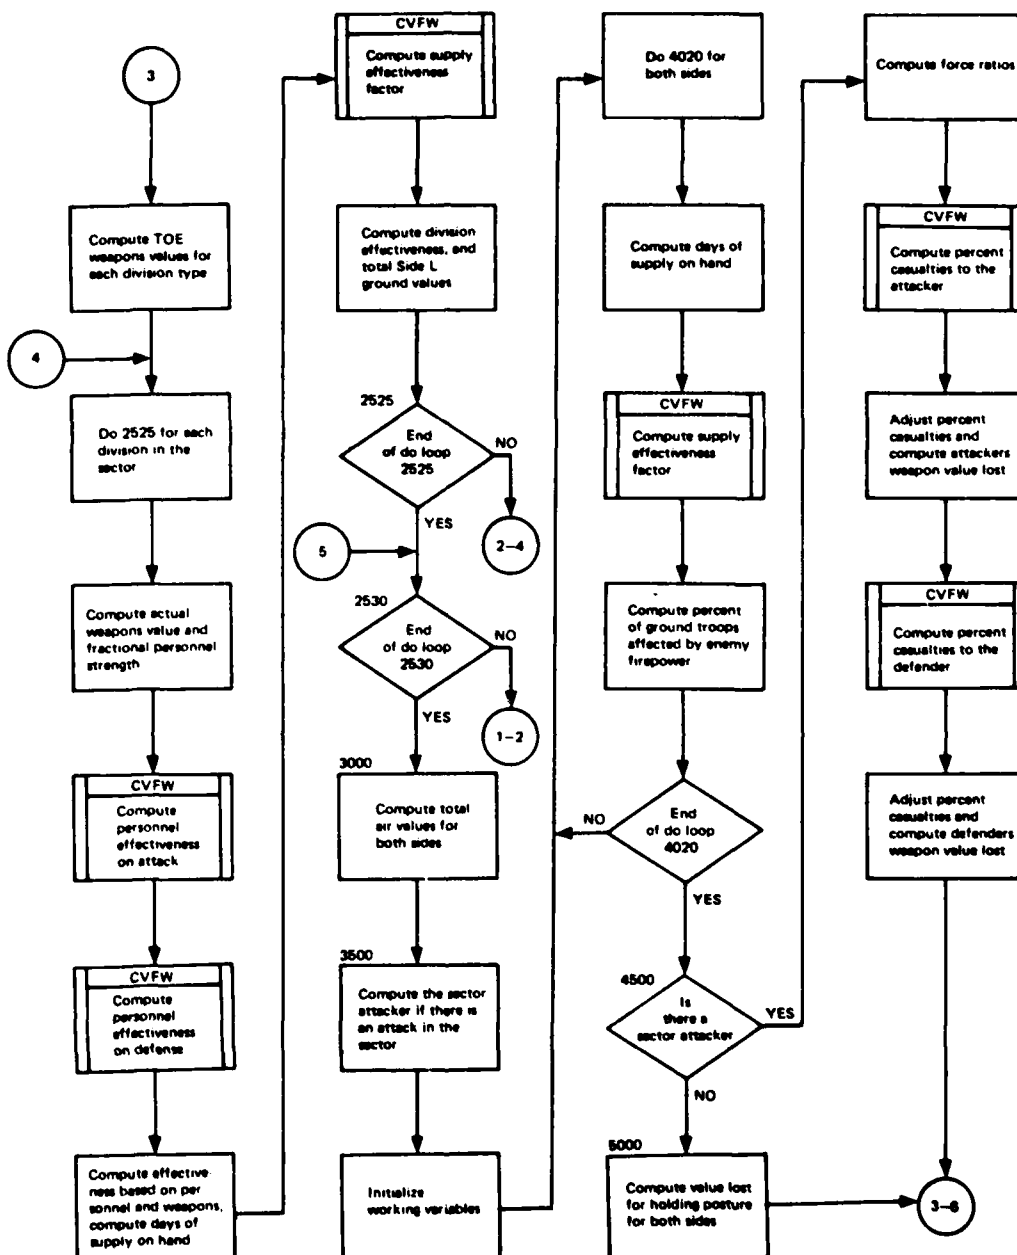 3
Compute TOE
weapons values for
each division type
4
Do 2525 for each
division in the
sector
Compute actual
weapons value and
fractional personnel
strength
CVFW
Compute
personnel
effectiveness
on attack
CVFW
Compute
personnel
effectiveness
on defense
Compute effective
ness based on per
sonnel and weapons,
compute days of
supply on hand
CVFW
Compute supply
effectiveness
factor
Compute division
effectiveness, and
total Side L
ground values
2525
End
of do loop
2525
NO
YES
2-4
5
2530
End
of do loop
2530
NO
YES
1-2
3000
Compute total
air values for
both sides
3500
Compute the sector
attacker if there is
an attack in the
sector
Initialize
working variables
Do 4020 for
both sides
Compute days of
supply on hand
CVFW
Compute supply
effectiveness
factor
Compute percent
of ground troops
affected by enemy
firepower
NO
End
of do loop
4020
YES
4500
Is
there a
sector attacker
YES
NO
5000
Compute value lost
for holding posture
for both sides
Compute force ratios
CVFW
Compute percent
casualties to the
attacker
Adjust percent
casualties and
compute attackers
weapon value lost
CVFW
Compute percent
casualties to the
defender
Adjust percent
casualties and
compute defenders
weapon value lost
3-6